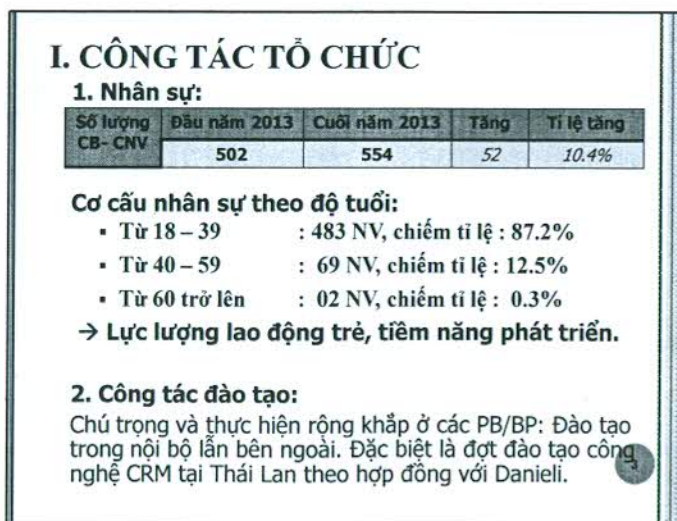 I. CÔNG TÁC TỔ CHỨC
1. Nhân sự:
Số lượng CB- CNV Đầu năm 2013 Cuối năm 2013 Tăng Tỉ lệ tăng
502 554 52 10.4%
Cơ cấu nhân sự theo độ tuổi:
▪ Từ 18 – 39 : 483 NV, chiếm tỉ lệ : 87.2%
▪ Từ 40 – 59 : 69 NV, chiếm tỉ lệ : 12.5%
▪ Từ 60 trở lên : 02 NV, chiếm tỉ lệ : 0.3%
→ Lực lượng lao động trẻ, tiềm năng phát triển.
2. Công tác đào tạo:
Chú trọng và thực hiện rộng khắp ở các PB/BP: Đào tạo
trong nội bộ lẫn bên ngoài. Đặc biệt là đợt đào tạo công
nghệ CRM tại Thái Lan theo hợp đồng với Danieli.